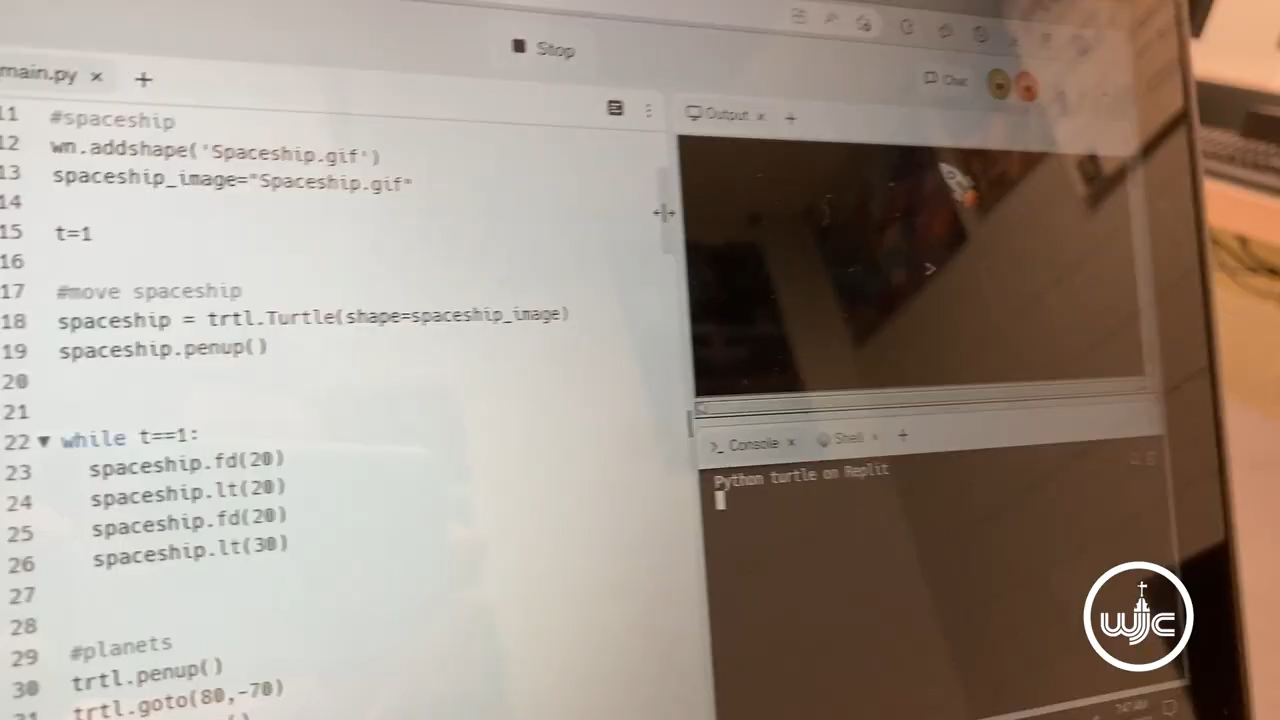 Stop
main.py × +
Chat
11 #spaceship
12 wn.addshape('Spaceship.gif')
13 spaceship_image="Spaceship.gif"
14
15 t=1
16
17 #move spaceship
18 spaceship = trtl.Turtle(shape=spaceship_image)
19 spaceship.penup()
20
21
22 while t==1:
23 spaceship.fd(20)
24 spaceship.lt(20)
25 spaceship.fd(20)
26 spaceship.lt(30)
27
28
29 #planets
30 trtl.penup()
31 trtl.goto(80,-70)
Output × +
>_ Console × Shell × +
Python turtle on Replit
WJC